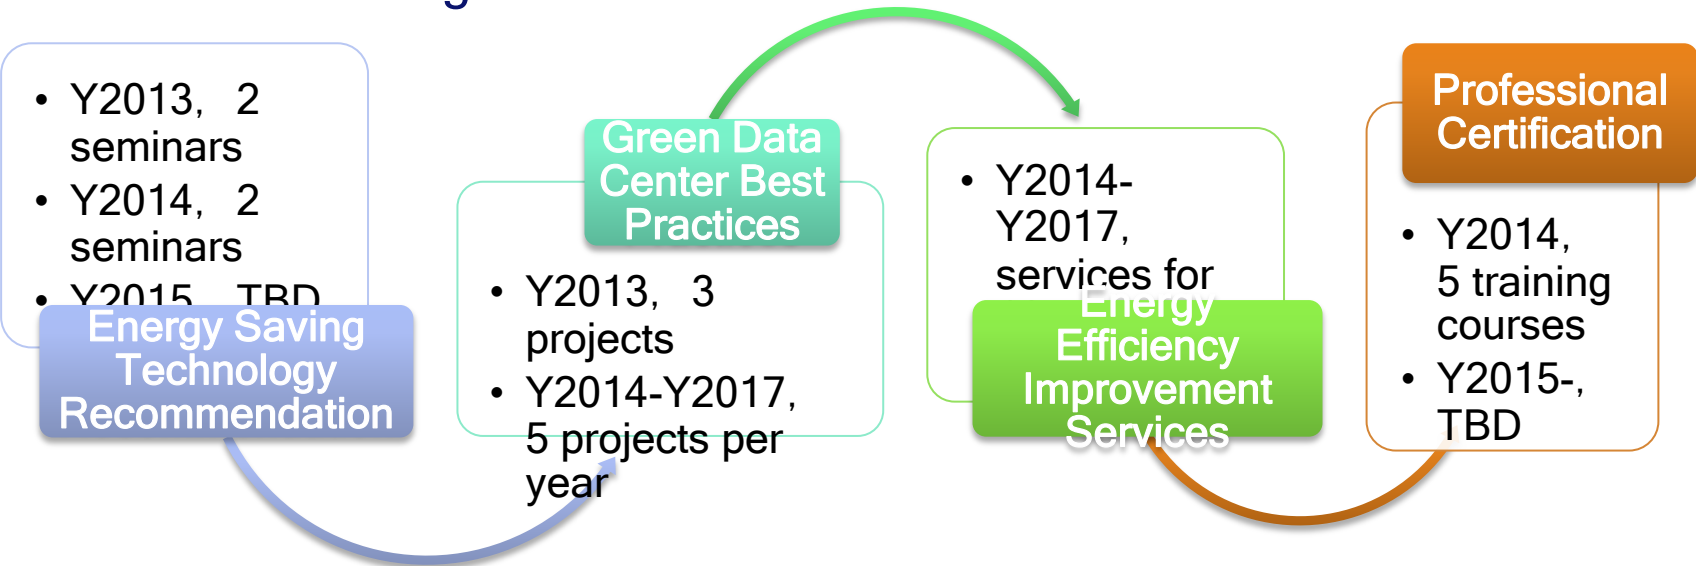 • Y2013, 2
seminars
• Y2014, 2
seminars
• Y2015, TBD
Energy Saving
Technology
Recommendation
Green Data
Center Best
Practices
• Y2013, 3
projects
• Y2014-Y2017,
5 projects per
year
• Y2014-
Y2017,
services for
Energy
Efficiency
Improvement
Services
Professional
Certification
• Y2014,
5 training
courses
• Y2015-,
TBD